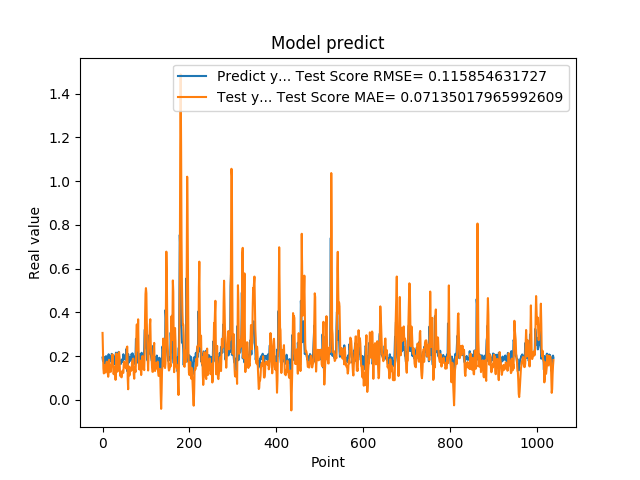 Model predict
Predict y... Test Score RMSE= 0.115854631727
Test y... Test Score MAE= 0.07135017965992609
Real value
1.4
1.2
1.0
0.8
0.6
0.4
0.2
0.0
0 200 400 600 800 1000
Point